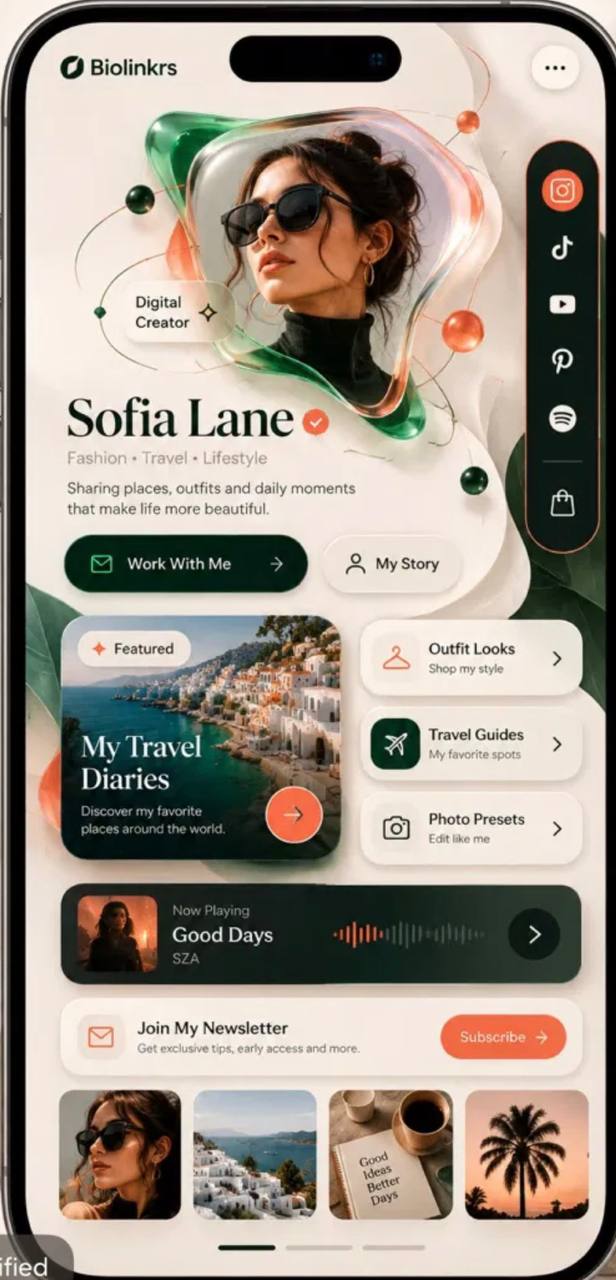 Biolinkrs
Digital
Creator
Sofia Lane
Fashion • Travel • Lifestyle
Sharing places, outfits and daily moments
that make life more beautiful.
Work With Me
My Story
Featured
My Travel
Diaries
Discover my favorite
places around the world.
Outfit Looks
Shop my style
Travel Guides
My favorite spots
Photo Presets
Edit like me
Now Playing
Good Days
SZA
Join My Newsletter
Get exclusive tips, early access and more.
Subscribe
Good
Ideas
Better
Days
ified